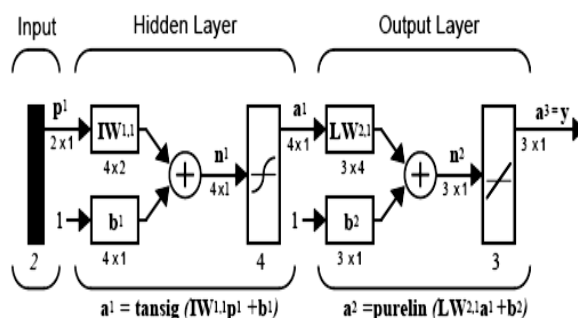 Input
Hidden Layer
Output Layer
p1
IW1,1
n1
a1
LW2,1
n2
a3=y
2 x 1
4 x 2
4 x 1
4 x 1
3 x 4
3 x 1
3 x 1
1
b1
1
b2
2
4 x 1
4
3 x 1
3
a1 = tansig (IW1,1p1 +b1)
a2 =purelin (LW2,1a1 +b2)